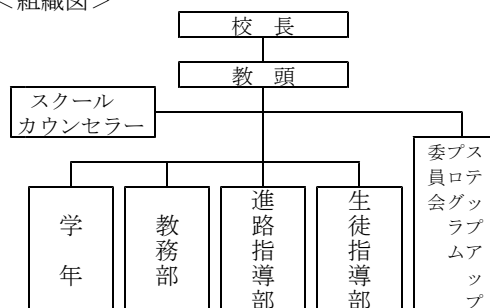 ＜組織図＞
校　長
教　頭
スクール
カウンセラー
学　年
教務部
進路指導部
生徒指導部
ステップアップ
プログラム
委員会